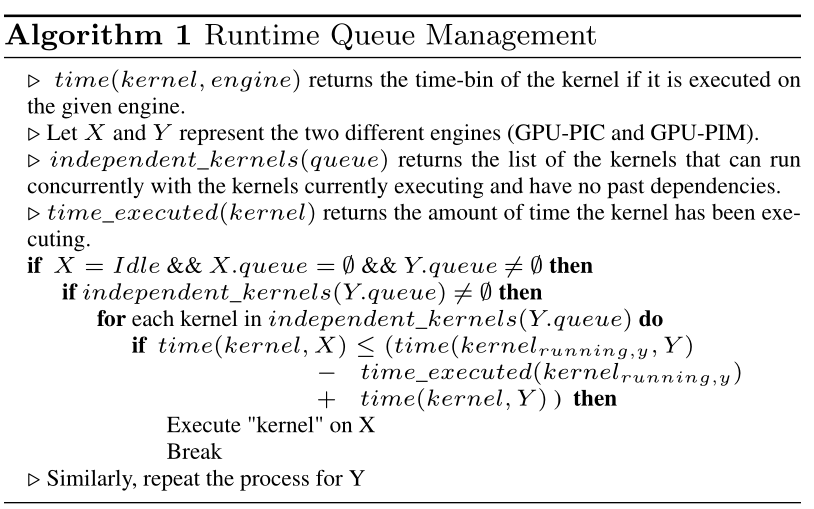 Algorithm 1 Runtime Queue Management
▷ time(kernel, engine) returns the time-bin of the kernel if it is executed on
the given engine.
▷ Let X and Y represent the two different engines (GPU-PIC and GPU-PIM).
▷ independent_kernels(queue) returns the list of the kernels that can run
concurrently with the kernels currently executing and have no past dependencies.
▷ time_executed(kernel) returns the amount of time the kernel has been exe-
cuting.
if X = Idle && X.queue = ∅ && Y.queue ≠ ∅ then
if independent_kernels(Y.queue) ≠ ∅ then
for each kernel in independent_kernels(Y.queue) do
if time(kernel, X) ≤ (time(kernel_running,y, Y)
− time_executed(kernel_running,y)
+ time(kernel, Y) ) then
Execute "kernel" on X
Break
▷ Similarly, repeat the process for Y